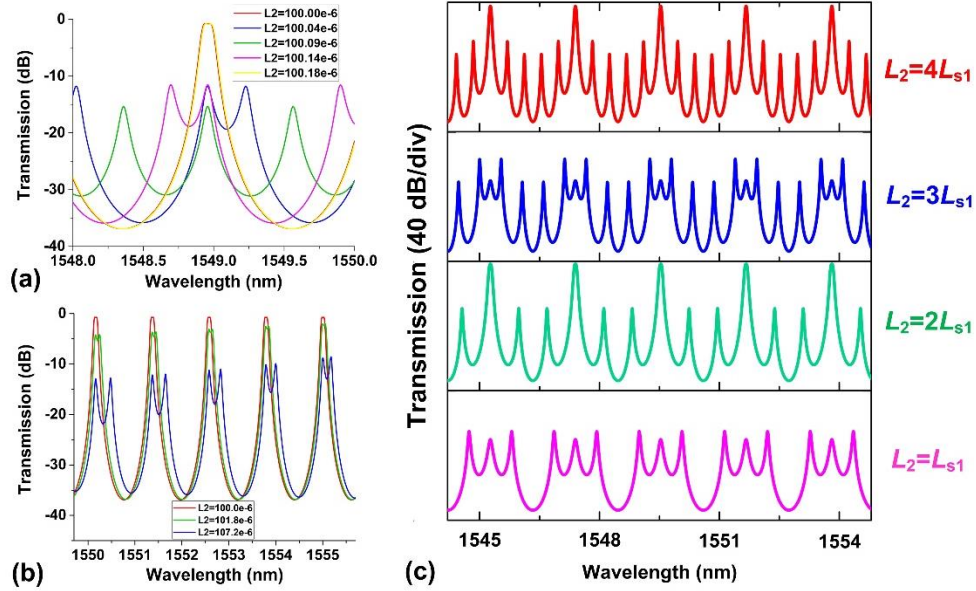 L2=100.00e-6
L2=100.04e-6
L2=100.09e-6
L2=100.14e-6
L2=100.18e-6
Transmission (dB)
0
-10
-20
-30
-40
1548.0 1548.5 1549.0 1549.5 1550.0
Wavelength (nm)
(a)
Transmission (dB)
0
-10
-20
-30
-40
L2=100.0e-6
L2=101.8e-6
L2=107.2e-6
1550 1551 1552 1553 1554 1555
Wavelength (nm)
(b)
Transmission (40 dB/div)
L2=4Ls1
L2=3Ls1
L2=2Ls1
L2=Ls1
1545 1548 1551 1554
Wavelength (nm)
(c)